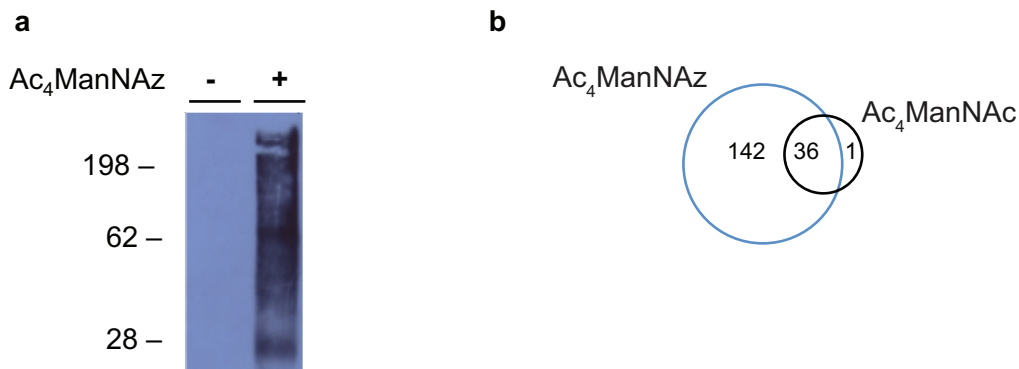 a
Ac₄ManNAz - +
198 –
62 –
28 –
b
Ac₄ManNAz
Ac₄ManNAc
142 36 1